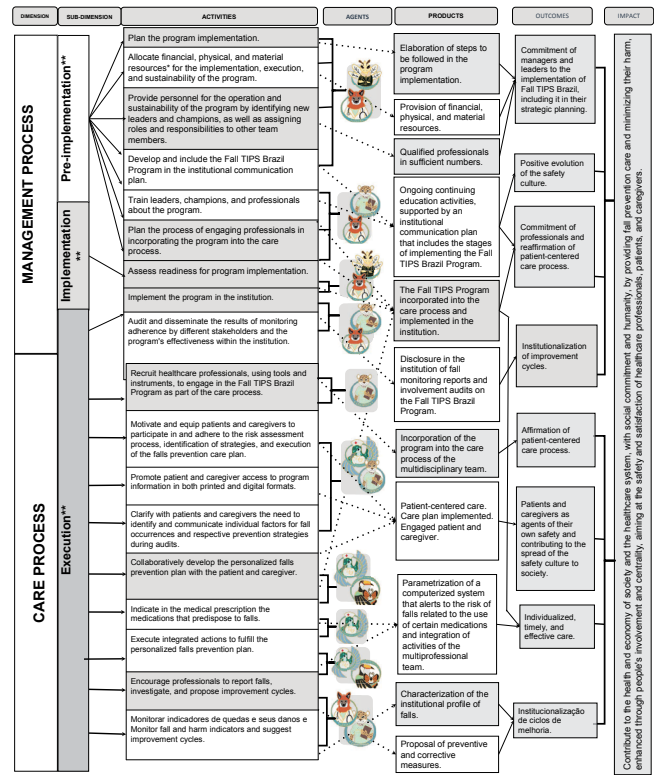 DIMENSION
SUB-DIMENSION
ACTIVITIES
AGENTS
PRODUCTS
OUTCOMES
IMPACT
MANAGEMENT PROCESS
CARE PROCESS
Pre-implementation**
Implementation
**
Execution**
Plan the program implementation.
Allocate financial, physical, and material
resources* for the implementation, execution,
and sustainability of the program.
Provide personnel for the operation and
sustainability of the program by identifying new
leaders and champions, as well as assigning
roles and responsibilities to other team
members.
Develop and include the Fall TIPS Brazil
Program in the institutional communication
plan.
Train leaders, champions, and professionals
about the program.
Plan the process of engaging professionals in
incorporating the program into the care
process.
Assess readiness for program implementation.
Implement the program in the institution.
Audit and disseminate the results of monitoring
adherence by different stakeholders and the
program's effectiveness within the institution.
Recruit healthcare professionals, using tools and
instruments, to engage in the Fall TIPS Brazil
Program as part of the care process.
Motivate and equip patients and caregivers to
participate in and adhere to the risk assessment
process, identification of strategies, and execution
of the falls prevention care plan.
Promote patient and caregiver access to program
information in both printed and digital formats.
Clarify with patients and caregivers the need to
identify and communicate individual factors for fall
occurrences and respective prevention strategies
during audits.
Collaboratively develop the personalized falls
prevention plan with the patient and caregiver.
Indicate in the medical prescription the
medications that predispose to falls.
Execute integrated actions to fulfill the
personalized falls prevention plan.
Encourage professionals to report falls,
investigate, and propose improvement cycles.
Monitorar indicadores de quedas e seus danos e
Monitor fall and harm indicators and suggest
improvement cycles.
Elaboration of steps to
be followed in the
program
implementation.
Provision of financial,
physical, and material
resources.
Qualified professionals
in sufficient numbers.
Ongoing continuing
education activities,
supported by an
institutional
communication plan
that includes the stages
of implementing the Fall
TIPS Brazil Program.
The Fall TIPS Program
incorporated into the
care process and
implemented in the
institution.
Disclosure in the
institution of fall
monitoring reports and
involvement audits on
the Fall TIPS Brazil
Program.
Incorporation of the
program into the care
process of the
multidisciplinary team.
Patient-centered care.
Care plan implemented.
Engaged patient and
caregiver.
Parametrization of a
computerized system
that alerts to the risk of
falls related to the use
of certain medications
and integration of
activities of the
multiprofessional
team.
Characterization of the
institutional profile of
falls.
Proposal of preventive
and corrective
measures.
Commitment of
managers and
leaders to the
implementation of
Fall TIPS Brazil,
including it in their
strategic planning.
Positive evolution
of the safety
culture.
Commitment of
professionals and
reaffirmation of
patient-centered
care process.
Institutionalization
of improvement
cycles.
Affirmation of
patient-centered
care process.
Patients and
caregivers as
agents of their
own safety and
contributing to the
spread of the
safety culture to
society.
Individualized,
timely, and
effective care.
Institucionalização
de ciclos de
melhoria.
Contribute to the health and economy of society and the healthcare system, with social commitment and humanity, by providing fall prevention care and minimizing their harm,
enhanced through people's involvement and centrality, aiming at the safety and satisfaction of healthcare professionals, patients, and caregivers.